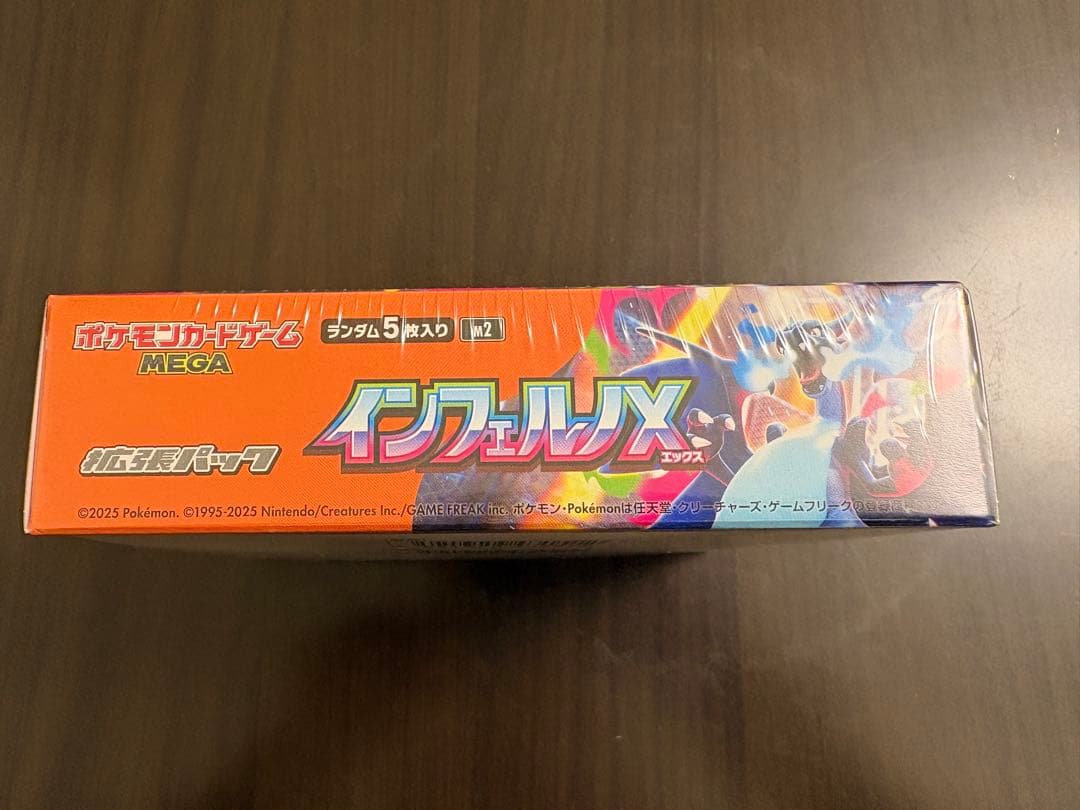 ポケモンカードゲーム
MEGA
ランダム5枚入り
m2
インフェルノX
エックス
拡張パック
©2025 Pokémon. ©1995-2025 Nintendo/Creatures Inc./GAME FREAK inc. ポケモン・Pokémonは任天堂・クリーチャーズ・ゲームフリークの登録商